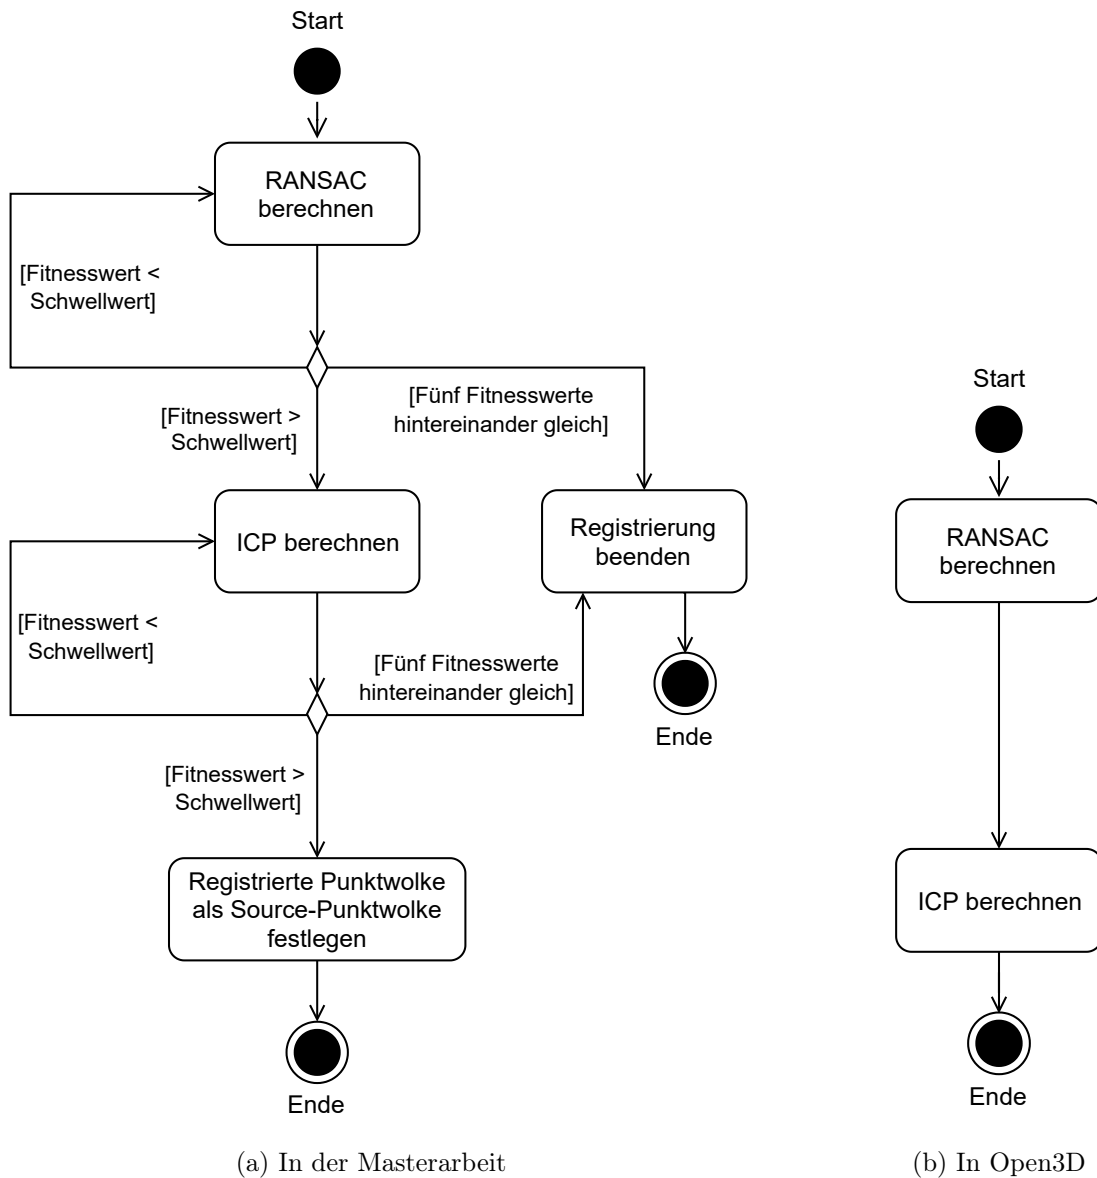 Start
RANSAC
berechnen
[Fitnesswert <
Schwellwert]
[Fitnesswert >
Schwellwert]
[Fünf Fitnesswerte
hintereinander gleich]
ICP berechnen
Registrierung
beenden
[Fitnesswert <
Schwellwert]
[Fünf Fitnesswerte
hintereinander gleich]
Ende
[Fitnesswert >
Schwellwert]
Registrierte Punktwolke
als Source-Punktwolke
festlegen
Ende
(a) In der Masterarbeit
Start
RANSAC
berechnen
ICP berechnen
Ende
(b) In Open3D